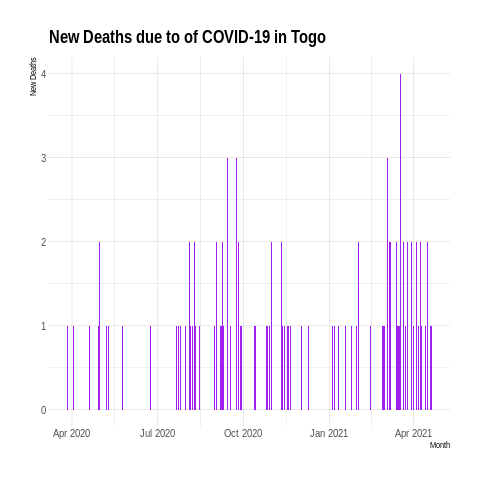 New Deaths due to of COVID-19 in Togo
New Deaths
4
3
2
1
0
Apr 2020 Jul 2020 Oct 2020 Jan 2021 Apr 2021
Month